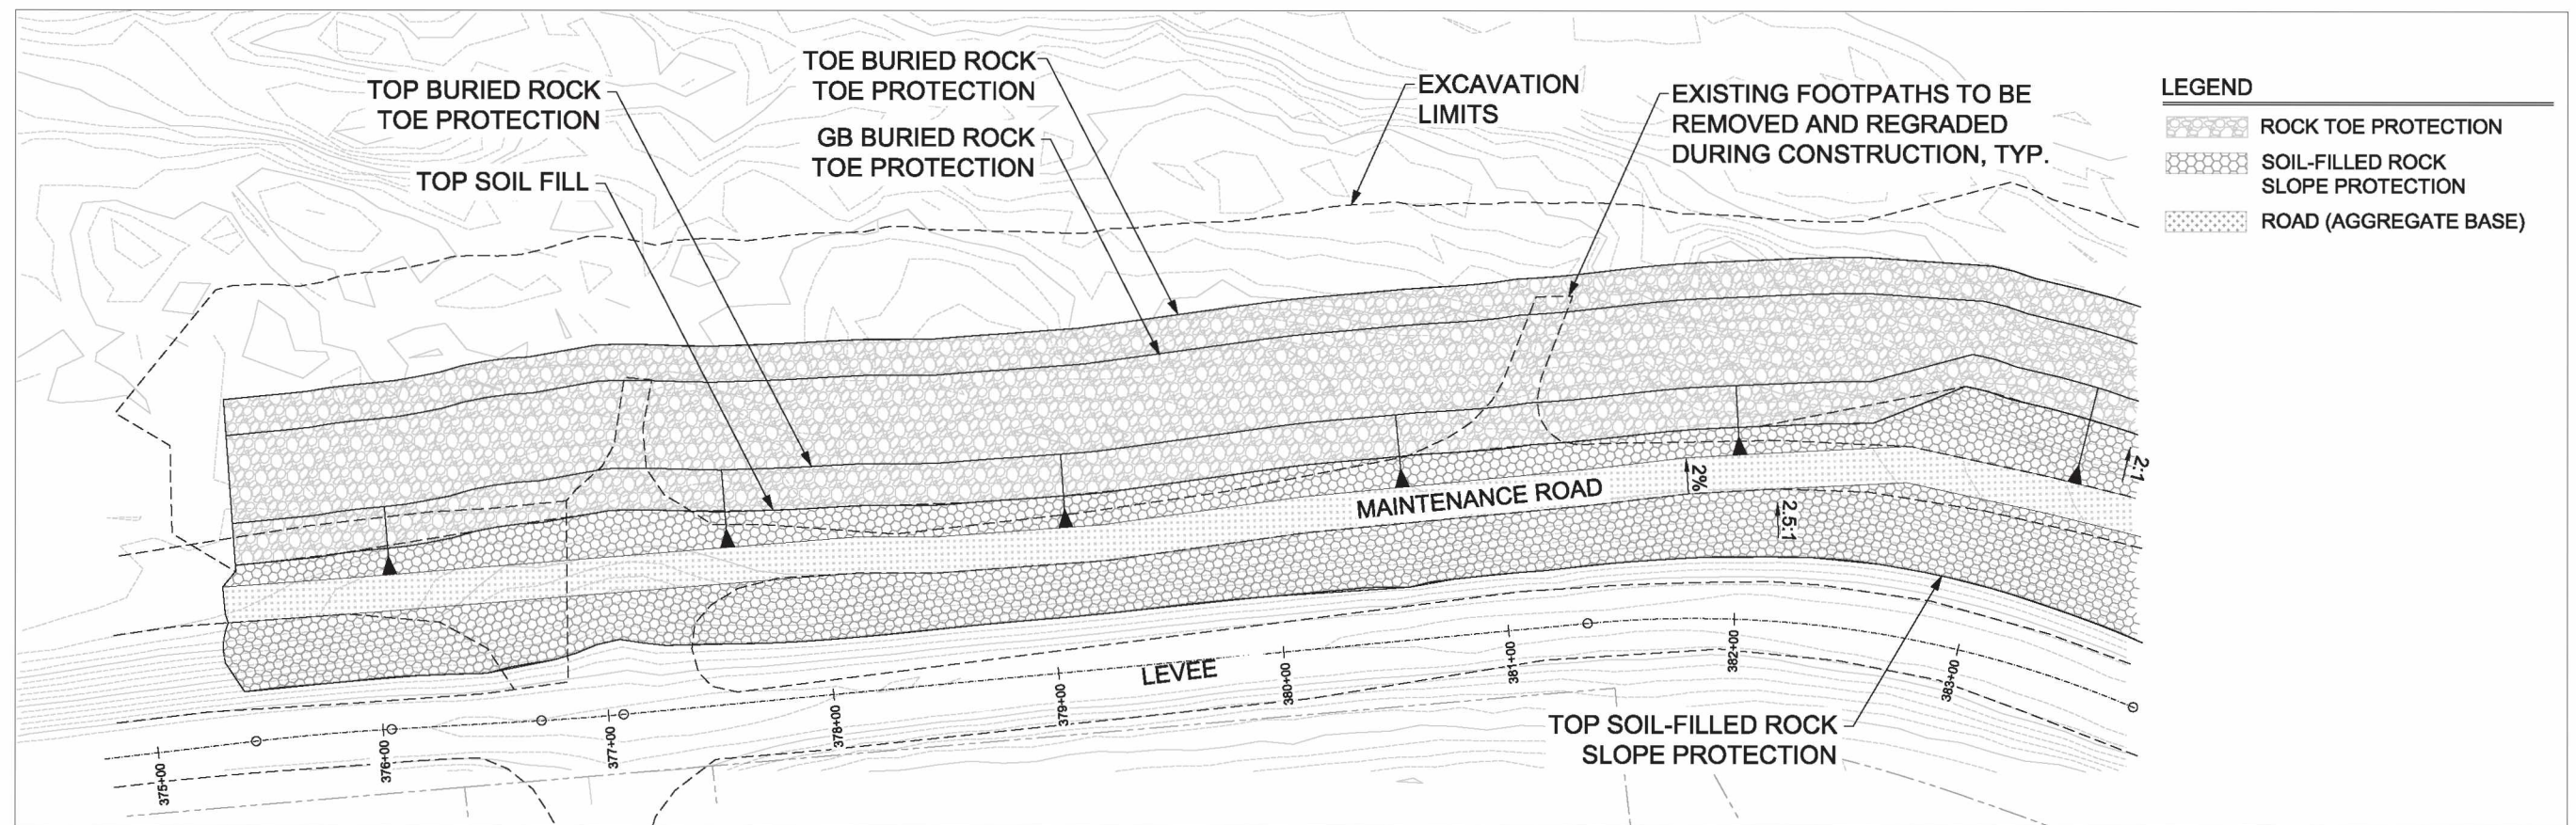 TOE BURIED ROCK
TOE PROTECTION
TOP BURIED ROCK
TOE PROTECTION
GB BURIED ROCK
TOE PROTECTION
TOP SOIL FILL
EXCAVATION
LIMITS
EXISTING FOOTPATHS TO BE
REMOVED AND REGRADED
DURING CONSTRUCTION, TYP.
LEGEND
ROCK TOE PROTECTION
SOIL-FILLED ROCK
SLOPE PROTECTION
ROAD (AGGREGATE BASE)
2:1
2%
MAINTENANCE ROAD
2.5:1
LEVEE
375+00
376+00
377+00
378+00
379+00
380+00
381+00
382+00
383+00
TOP SOIL-FILLED ROCK
SLOPE PROTECTION